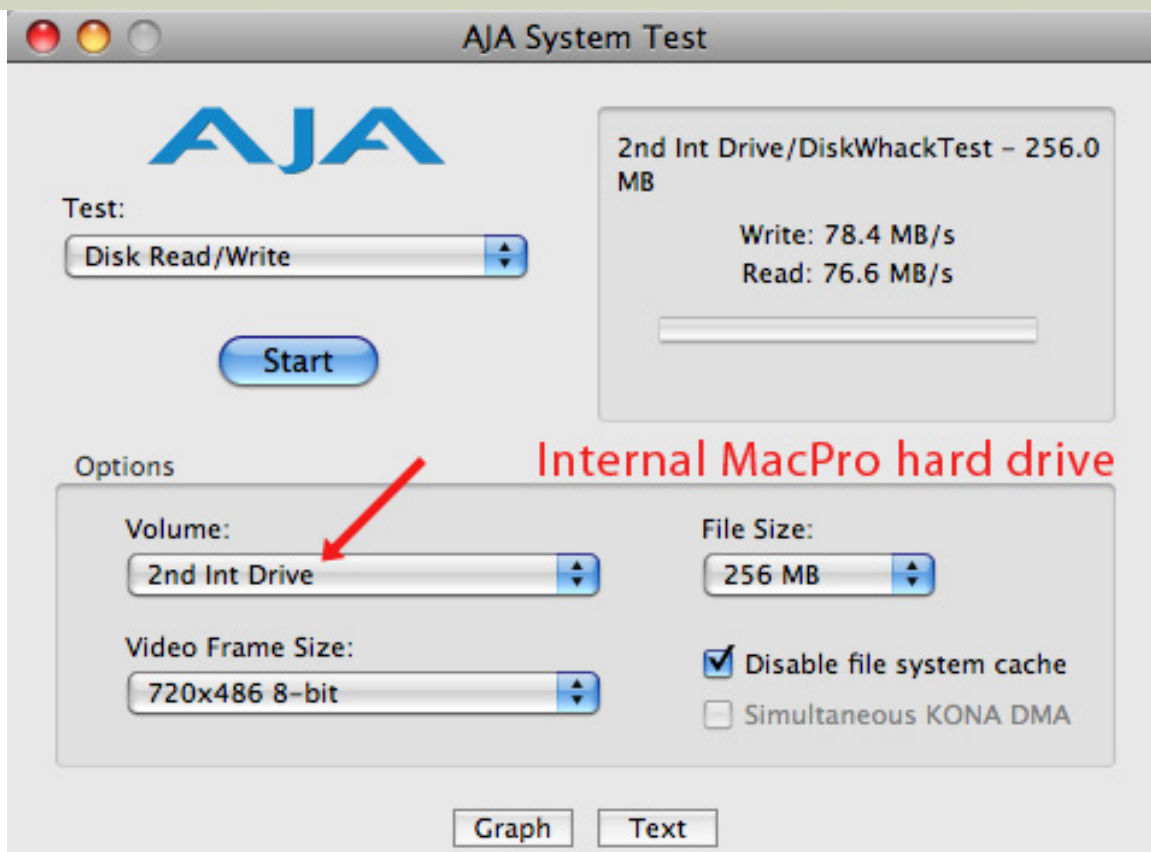 AJA System Test
AJA
2nd Int Drive/DiskWhackTest – 256.0
MB
Write: 78.4 MB/s
Read: 76.6 MB/s
Test:
Disk Read/Write
Start
Internal MacPro hard drive
Options
Volume:
2nd Int Drive
File Size:
256 MB
Video Frame Size:
720x486 8-bit
Disable file system cache
Simultaneous KONA DMA
Graph
Text